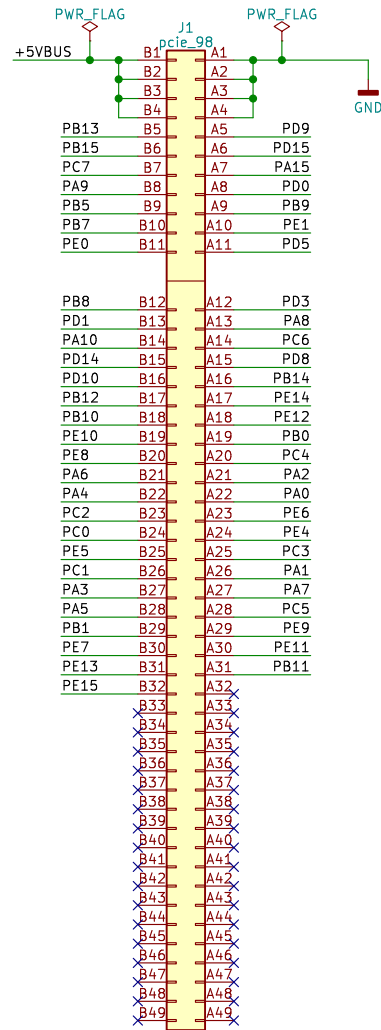 PWR_FLAG PWR_FLAG
J1
pcie_98
+5VBUS B1 A1
B2 A2
B3 A3
B4 A4
GND
PB13 B5 A5 PD9
PB15 B6 A6 PD15
PC7 B7 A7 PA15
PA9 B8 A8 PD0
PB5 B9 A9 PB9
PB7 B10 A10 PE1
PE0 B11 A11 PD5
PB8 B12 A12 PD3
PD1 B13 A13 PA8
PA10 B14 A14 PC6
PD14 B15 A15 PD8
PD10 B16 A16 PB14
PB12 B17 A17 PE14
PB10 B18 A18 PE12
PE10 B19 A19 PB0
PE8 B20 A20 PC4
PA6 B21 A21 PA2
PA4 B22 A22 PA0
PC2 B23 A23 PE6
PC0 B24 A24 PE4
PE5 B25 A25 PC3
PC1 B26 A26 PA1
PA3 B27 A27 PA7
PA5 B28 A28 PC5
PB1 B29 A29 PE9
PE7 B30 A30 PE11
PE13 B31 A31 PB11
PE15 B32 A32
B33 A33
B34 A34
B35 A35
B36 A36
B37 A37
B38 A38
B39 A39
B40 A40
B41 A41
B42 A42
B43 A43
B44 A44
B45 A45
B46 A46
B47 A47
B48 A48
B49 A49